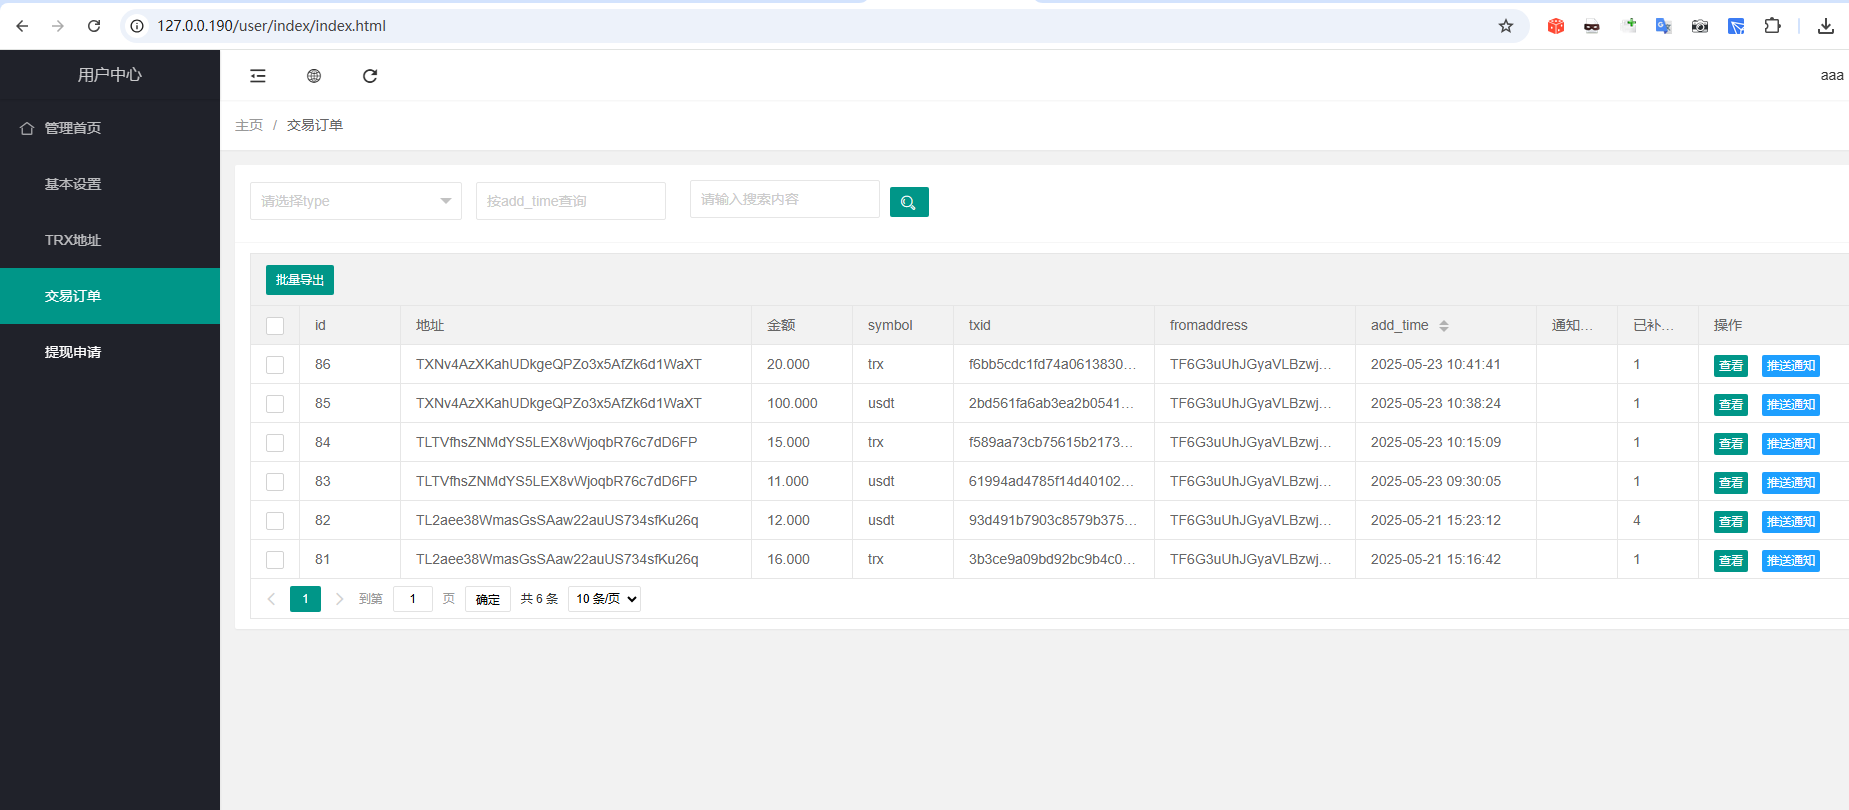 127.0.0.190/user/index/index.html
用户中心
aaa
管理首页
主页 / 交易订单
基本设置
请选择type 按add_time查询 请输入搜索内容
TRX地址
交易订单
批量导出
提现申请
id 地址 金额 symbol txid fromaddress add_time 通知... 已补... 操作
86 TXNv4AzXKahUDkgeQPZo3x5AfZk6d1WaXT 20.000 trx f6bb5cdc1fd74a0613830... TF6G3uUhJGyaVLBzwj... 2025-05-23 10:41:41 1 查看 推送通知
85 TXNv4AzXKahUDkgeQPZo3x5AfZk6d1WaXT 100.000 usdt 2bd561fa6ab3ea2b0541... TF6G3uUhJGyaVLBzwj... 2025-05-23 10:38:24 1 查看 推送通知
84 TLTVfhsZNMdYS5LEX8vWjoqbR76c7dD6FP 15.000 trx f589aa73cb75615b2173... TF6G3uUhJGyaVLBzwj... 2025-05-23 10:15:09 1 查看 推送通知
83 TLTVfhsZNMdYS5LEX8vWjoqbR76c7dD6FP 11.000 usdt 61994ad4785f14d40102... TF6G3uUhJGyaVLBzwj... 2025-05-23 09:30:05 1 查看 推送通知
82 TL2aee38WmasGsSAaw22auUS734sfKu26q 12.000 usdt 93d491b7903c8579b375... TF6G3uUhJGyaVLBzwj... 2025-05-21 15:23:12 4 查看 推送通知
81 TL2aee38WmasGsSAaw22auUS734sfKu26q 16.000 trx 3b3ce9a09bd92bc9b4c0... TF6G3uUhJGyaVLBzwj... 2025-05-21 15:16:42 1 查看 推送通知
1 到第 1 页 确定 共 6 条 10 条/页